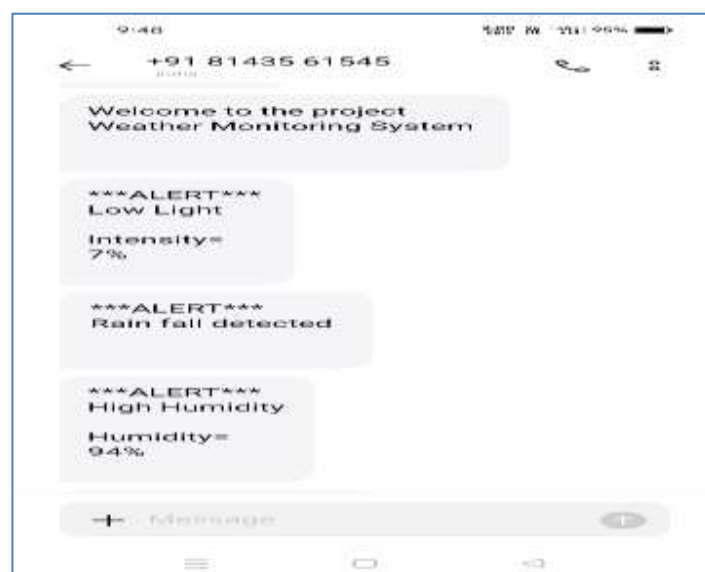 9:48
95%
+91 81435 61545
Welcome to the project
Weather Monitoring System
***ALERT***
Low Light
Intensity=
7%
***ALERT***
Rain fall detected
***ALERT***
High Humidity
Humidity=
94%
Message